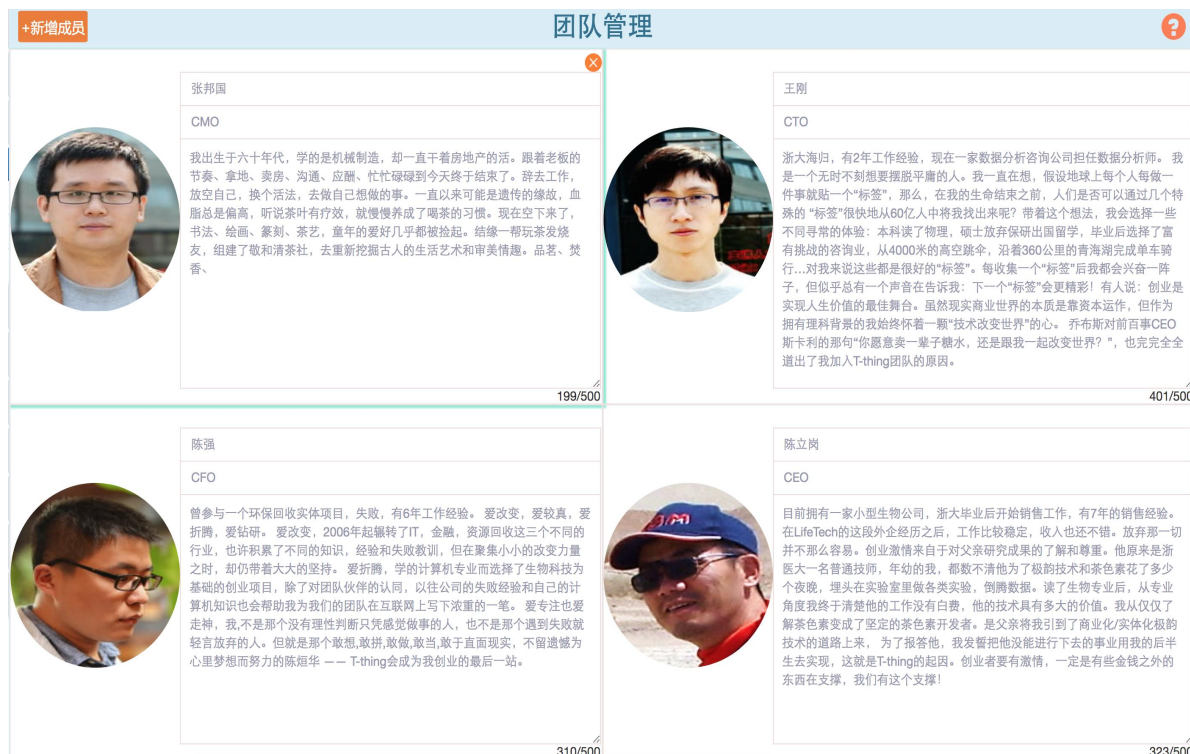 +新增成员
团队管理
?
张邦国
CMO
我出生于六十年代，学的是机械制造，却一直干着房地产的活。跟着老板的
节奏、拿地、卖房、沟通、应酬、忙忙碌碌到今天终于结束了。辞去工作，
放空自己，换个活法，去做自己想做的事。一直以来可能是遗传的缘故，血
脂总是偏高，听说茶叶有疗效，就慢慢养成了喝茶的习惯。现在空下来了，
书法、绘画、篆刻、茶艺，童年的爱好几乎都被捡起。结缘一帮玩茶发烧
友，组建了敬和清茶社，去重新挖掘古人的生活艺术和审美情趣。品茗、焚
香、
199/500
王刚
CTO
浙大海归，有2年工作经验，现在一家数据分析咨询公司担任数据分析师。 我
是一个无时不刻想要摆脱平庸的人。我一直在想，假设地球上每个人每做一
件事就贴一个“标签”，那么，在我的生命结束之前，人们是否可以通过几个特
殊的 “标签”很快地从60亿人中将我找出来呢？带着这个想法，我会选择一些
不同寻常的体验：本科读了物理，硕士放弃保研出国留学，毕业后选择了富
有挑战的咨询业，从4000米的高空跳伞，沿着360公里的青海湖完成单车骑
行…对我来说这些都是很好的“标签”。每收集一个“标签”后我都会兴奋一阵
子，但似乎总有一个声音在告诉我：下一个“标签”会更精彩！有人说：创业是
实现人生价值的最佳舞台。虽然现实商业世界的本质是靠资本运作，但作为
拥有理科背景的我始终怀着一颗“技术改变世界”的心。 乔布斯对前百事CEO
斯卡利的那句“你愿意卖一辈子糖水，还是跟我一起改变世界？"，也完完全全
道出了我加入T-thing团队的原因。
401/500
陈强
CFO
曾参与一个环保回收实体项目，失败，有6年工作经验。 爱改变，爱较真，爱
折腾，爱钻研。 爱改变，2006年起辗转了IT，金融，资源回收这三个不同的
行业，也许积累了不同的知识，经验和失败教训，但在聚集小小的改变力量
之时，却仍带着大大的坚持。 爱折腾，学的计算机专业而选择了生物科技为
基础的创业项目，除了对团队伙伴的认同，以往公司的失败经验和自己的计
算机知识也会帮助我为我们的团队在互联网上写下浓重的一笔。 爱专注也爱
走神，我,不是那个没有理性判断只凭感觉做事的人，也不是那个遇到失败就
轻言放弃的人。但就是那个敢想,敢拼,敢做,敢当,敢于直面现实，不留遗憾为
心里梦想而努力的陈烜华 —— T-thing会成为我创业的最后一站。
310/500
陈立岗
CEO
目前拥有一家小型生物公司，浙大毕业后开始销售工作，有7年的销售经验。
在LifeTech的这段外企经历之后，工作比较稳定，收入也还不错。放弃那一切
并不那么容易。创业激情来自于对父亲研究成果的了解和尊重。他原来是浙
医大一名普通技师，年幼的我，都数不清他为了极韵技术和茶色素花了多少
个夜晚，埋头在实验室里做各类实验，倒腾数据。读了生物专业后，从专业
角度我终于清楚他的工作没有白费，他的技术具有多大的价值。我从仅仅了
解茶色素变成了坚定的茶色素开发者。是父亲将我引到了商业化/实体化极韵
技术的道路上来， 为了报答他，我发誓把他没能进行下去的事业用我的后半
生去实现，这就是T-thing的起因。创业者要有激情，一定是有些金钱之外的
东西在支撑，我们有这个支撑！
323/500